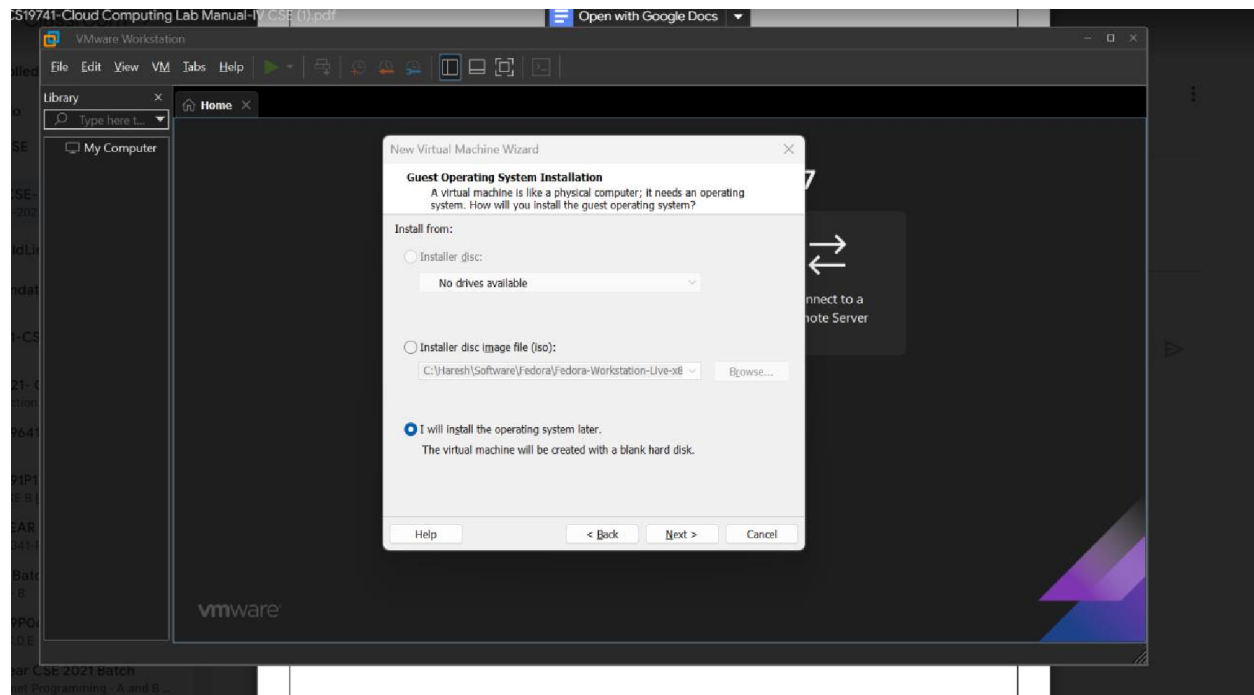 CS19741-Cloud Computing Lab Manual-IV CSE (1).pdf
Open with Google Docs
VMware Workstation
File Edit View VM Tabs Help
Library
Type here t...
Home
My Computer
New Virtual Machine Wizard
Guest Operating System Installation
A virtual machine is like a physical computer; it needs an operating
system. How will you install the guest operating system?
Install from:
Installer disc:
No drives available
Installer disc image file (iso):
C:\Haresh\Software\Fedora\Fedora-Workstation-Live-x8
Browse...
I will install the operating system later.
The virtual machine will be created with a blank hard disk.
Help
< Back
Next >
Cancel
7
nnect to a
note Server
vmware
CSE 2021 Batch
Programming - A and B ...